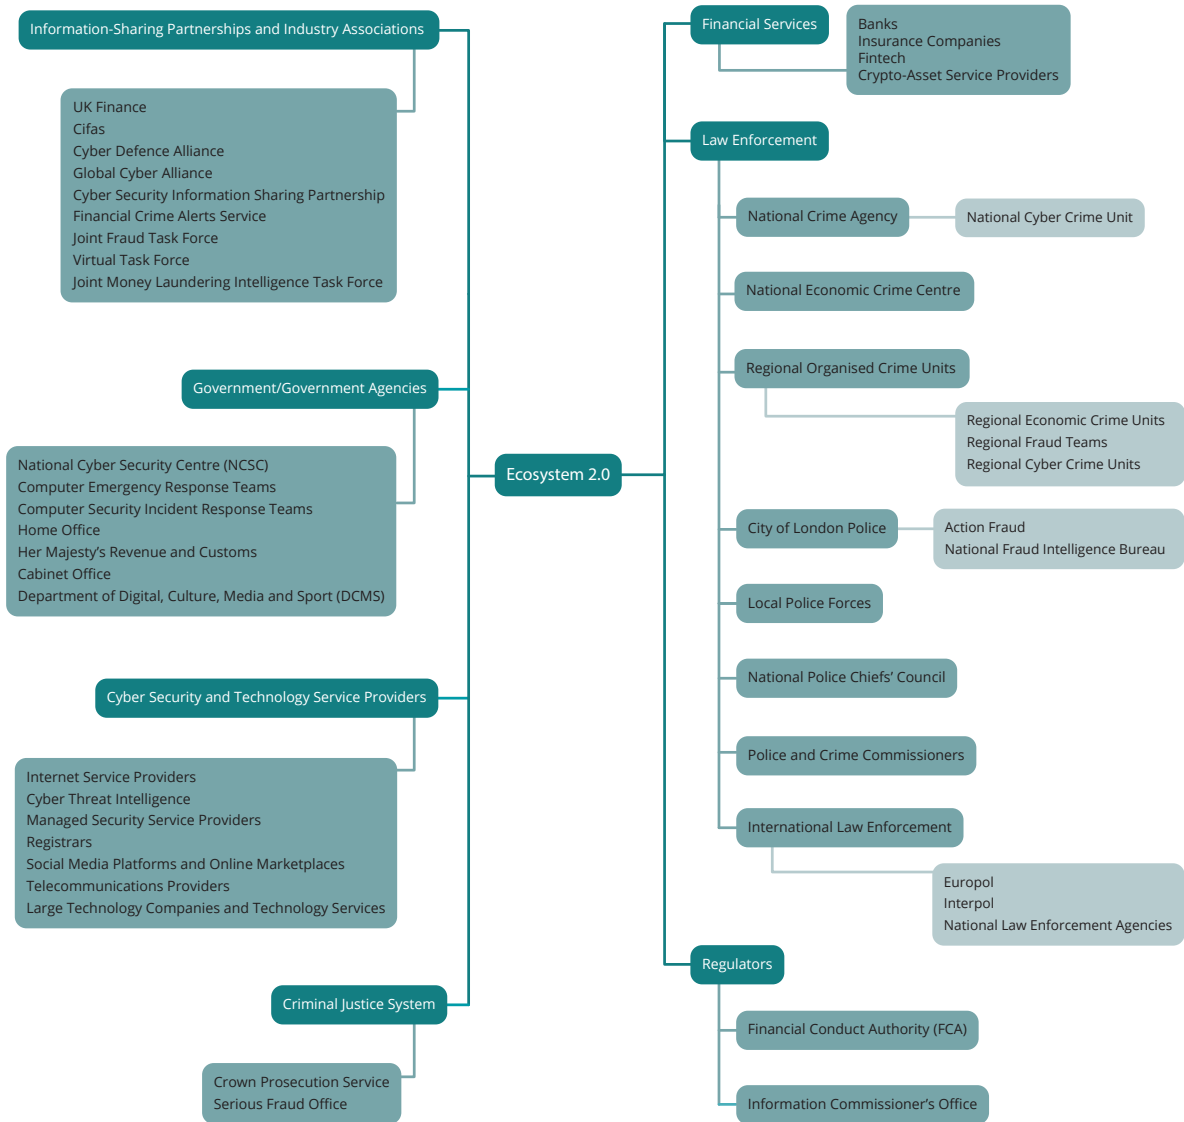 Information-Sharing Partnerships and Industry Associations
UK Finance
Cifas
Cyber Defence Alliance
Global Cyber Alliance
Cyber Security Information Sharing Partnership
Financial Crime Alerts Service
Joint Fraud Task Force
Virtual Task Force
Joint Money Laundering Intelligence Task Force
Government/Government Agencies
National Cyber Security Centre (NCSC)
Computer Emergency Response Teams
Computer Security Incident Response Teams
Home Office
Her Majesty’s Revenue and Customs
Cabinet Office
Department of Digital, Culture, Media and Sport (DCMS)
Cyber Security and Technology Service Providers
Internet Service Providers
Cyber Threat Intelligence
Managed Security Service Providers
Registrars
Social Media Platforms and Online Marketplaces
Telecommunications Providers
Large Technology Companies and Technology Services
Criminal Justice System
Crown Prosecution Service
Serious Fraud Office
Ecosystem 2.0
Financial Services
Banks
Insurance Companies
Fintech
Crypto-Asset Service Providers
Law Enforcement
National Crime Agency
National Cyber Crime Unit
National Economic Crime Centre
Regional Organised Crime Units
Regional Economic Crime Units
Regional Fraud Teams
Regional Cyber Crime Units
City of London Police
Action Fraud
National Fraud Intelligence Bureau
Local Police Forces
National Police Chiefs’ Council
Police and Crime Commissioners
International Law Enforcement
Europol
Interpol
National Law Enforcement Agencies
Regulators
Financial Conduct Authority (FCA)
Information Commissioner’s Office